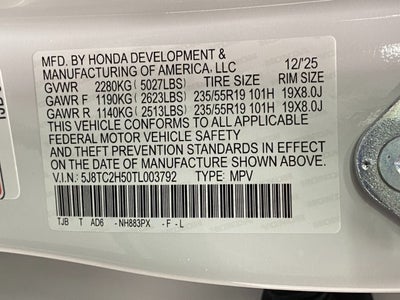 MFD. BY HONDA DEVELOPMENT & 12/'25
MANUFACTURING OF AMERICA, LLC
GVWR 2280KG (5027LBS) TIRE SIZE RIM SIZE
GAWR F 1190KG (2623LBS) 235/55R19 101H 19X8.0J
GAWR R 1140KG (2513LBS) 235/55R19 101H 19X8.0J
THIS VEHICLE CONFORMS TO ALL APPLICABLE
FEDERAL MOTOR VEHICLE SAFETY
AND THEFT PREVENTION STANDARDS IN EFFECT
ON THE DATE OF MANUFACTURE SHOWN ABOVE.
V.I.N.: 5J8TC2H50TL003792 TYPE: MPV
TJB T AD6 -NH883PX -F-L